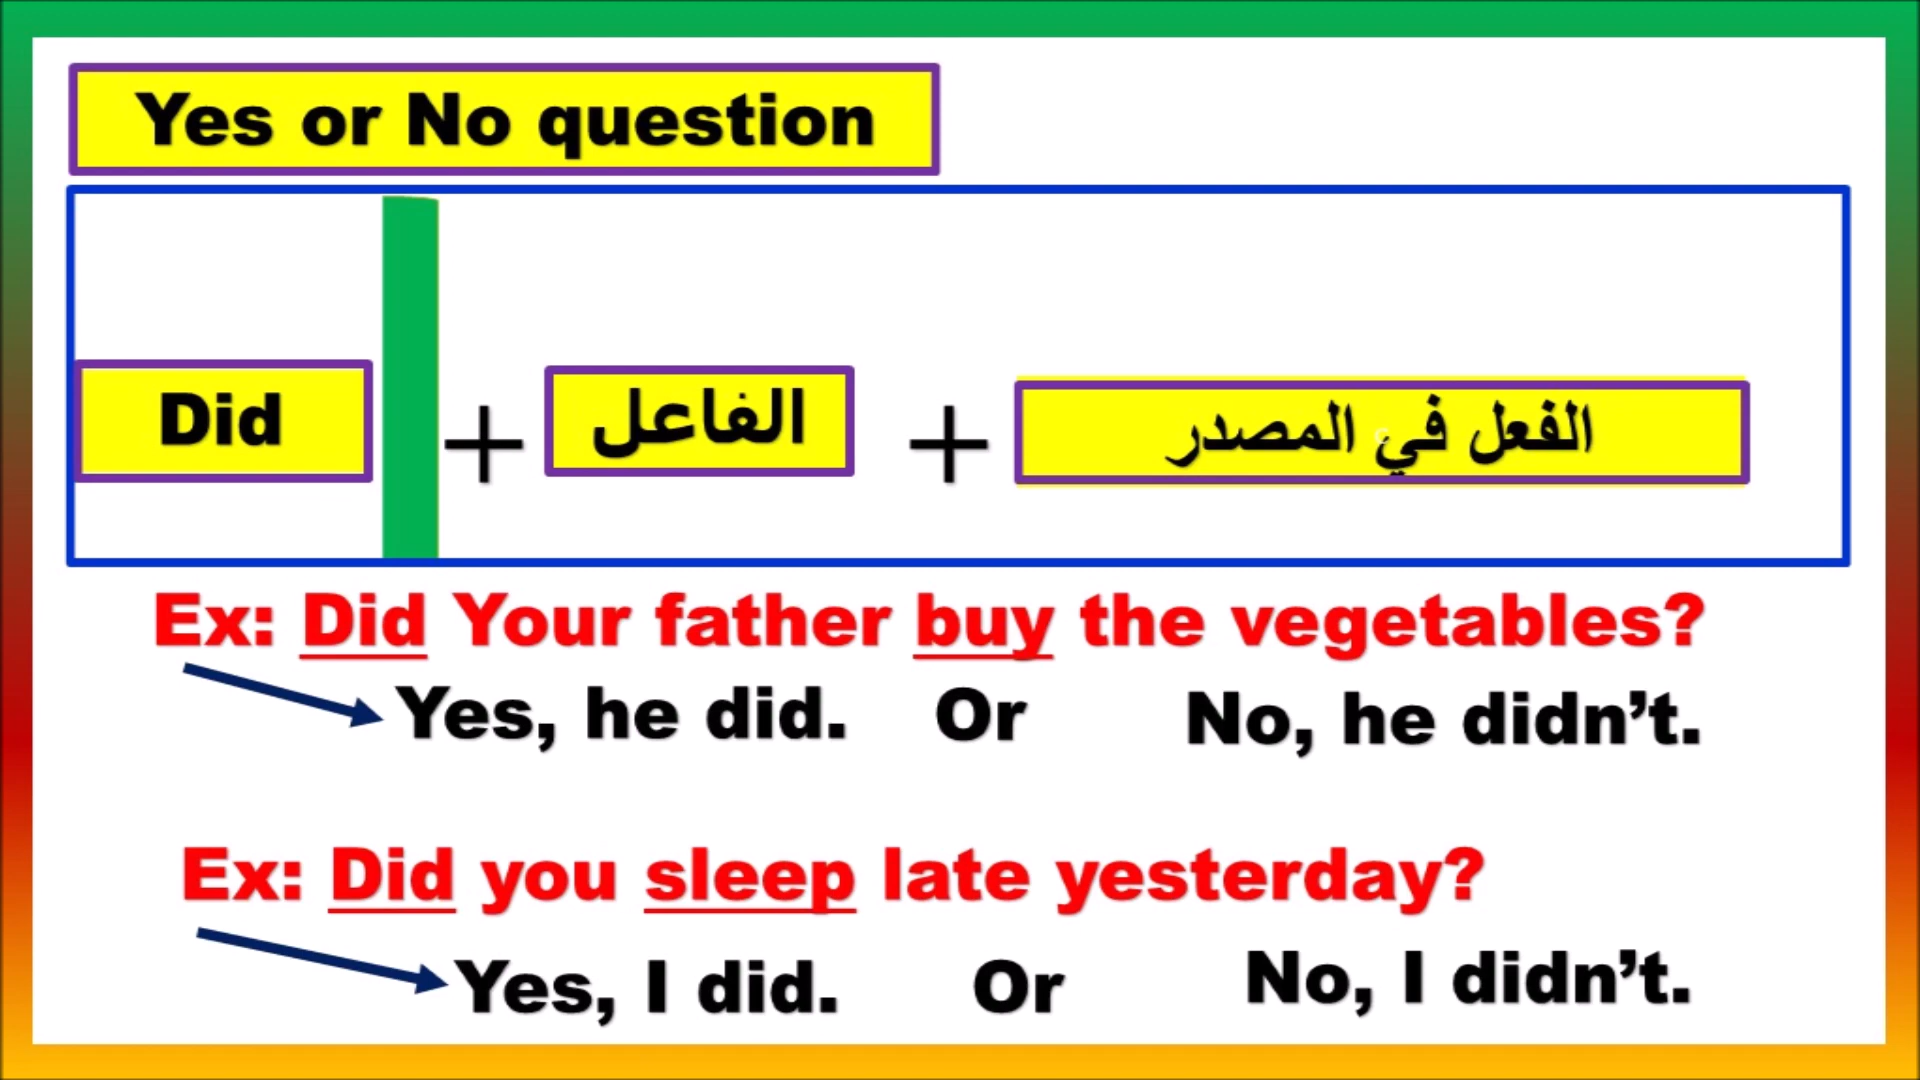 Yes or No question
Did + الفاعل + الفعل في المصدر
Ex: Did Your father buy the vegetables?
Yes, he did. Or No, he didn’t.
Ex: Did you sleep late yesterday?
Yes, I did. Or No, I didn’t.